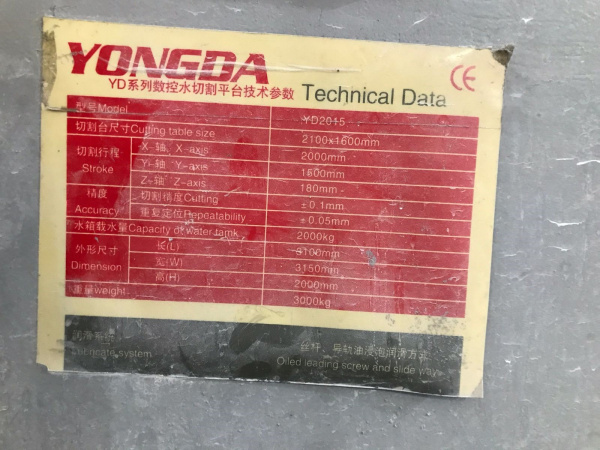 YONGDA
CE
YD系列数控水切割平台技术参数 Technical Data
型号Model YD2015
切割台尺寸Cutting table size 2100x1600mm
切割行程 Stroke X-轴、X-axis 2000mm
Y-轴、Y-axis 1500mm
Z-轴、Z-axis 180mm
精度 Accuracy 切割精度Cutting ±0.1mm
重复定位Repeatability ±0.05mm
水箱载水量Capacity of water tamk 2000kg
外形尺寸 Dimension 长(L) 3100mm
宽(W) 3150mm
高(H) 2000mm
重量weight 3000kg
润滑系统 丝杆、导轨油浸泡润滑方式
Lubricate system Oiled leading screw and slide way